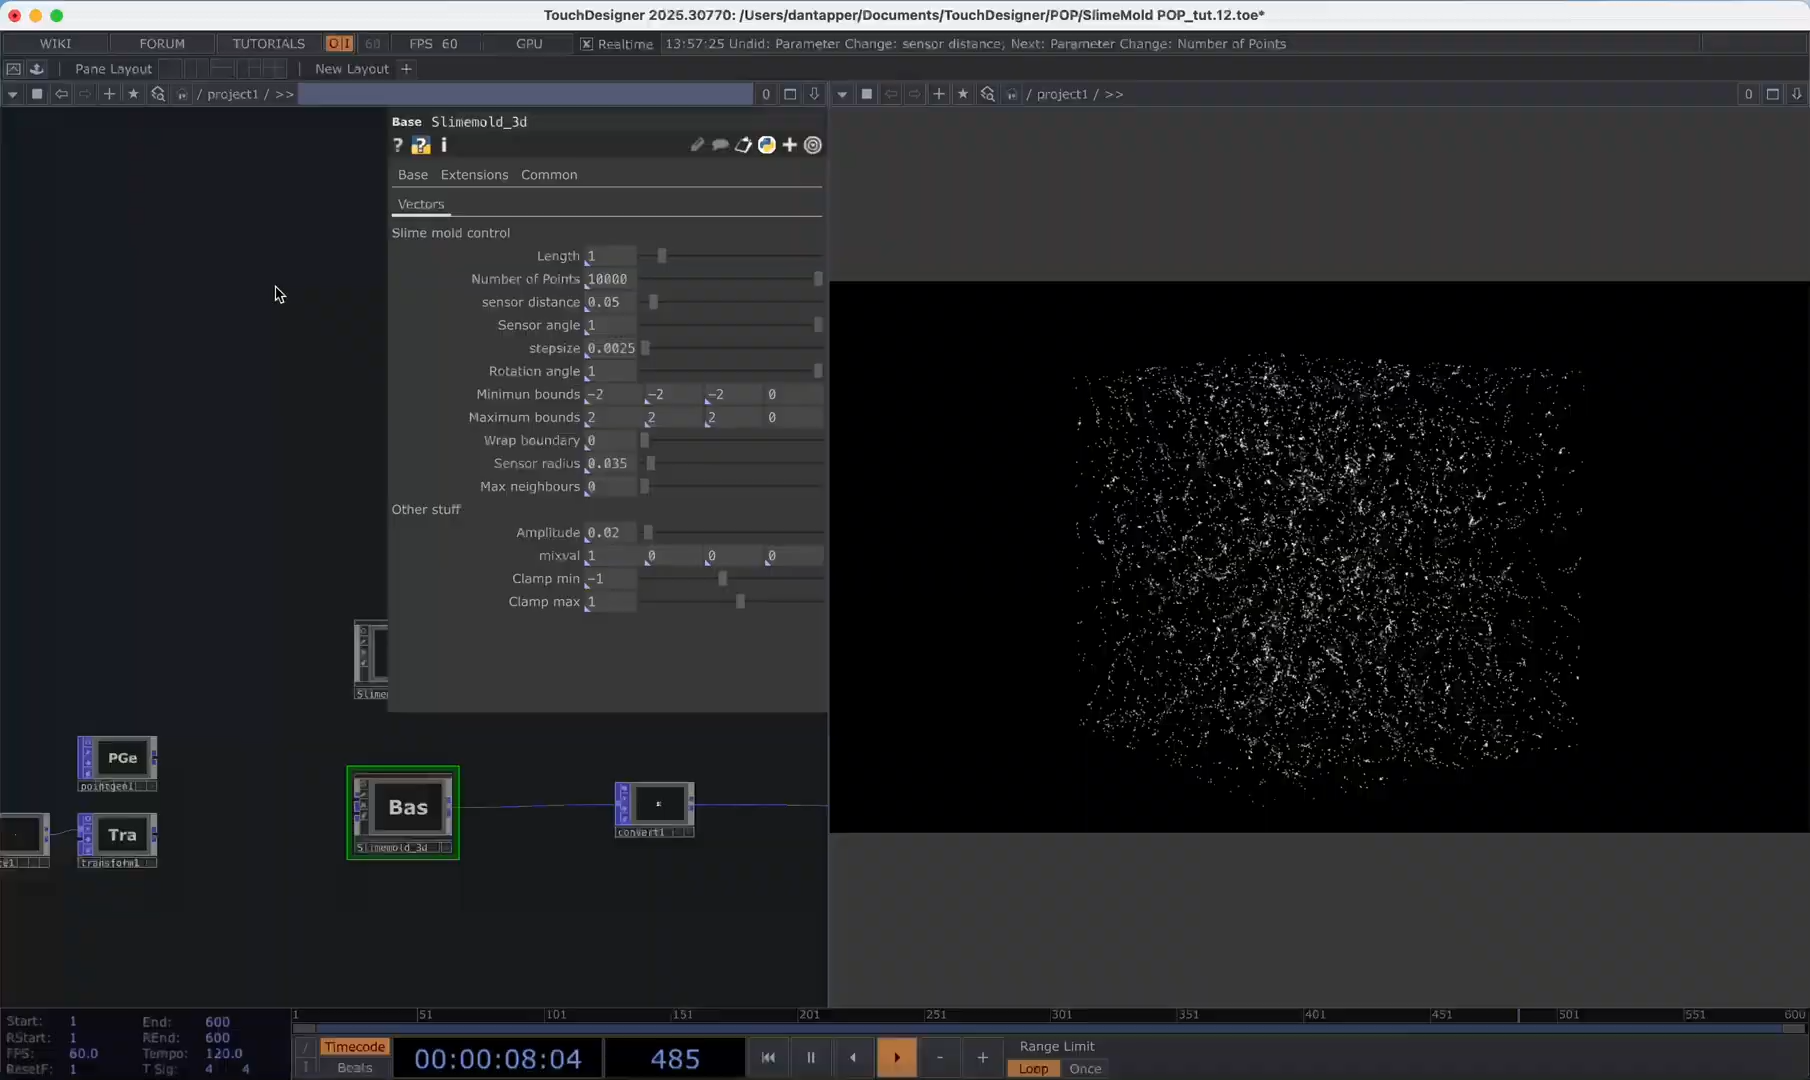 TouchDesigner 2025.30770: /Users/dantapper/Documents/TouchDesigner/POP/SlimeMold POP_tut.12.toe*
WIKI FORUM TUTORIALS O|I 60 FPS 60 GPU Realtime 13:57:25 Undid: Parameter Change: sensor distance, Next: Parameter Change: Number of Points
Pane Layout New Layout +
/ project1 / >> 0
/ project1 / >> 0
Base Slimemold_3d
? ? i
Base Extensions Common
Vectors
Slime mold control
Length 1
Number of Points 10000
sensor distance 0.05
Sensor angle 1
stepsize 0.0025
Rotation angle 1
Minimun bounds -2 -2 -2 0
Maximum bounds 2 2 2 0
Wrap boundary 0
Sensor radius 0.035
Max neighbours 0
Other stuff
Amplitude 0.02
mixval 1 0 0 0
Clamp min -1
Clamp max 1
Slime
PGe
pointgen1
Tra
transform1
Bas
Slimemold_3d
convert1
1 51 101 151 201 251 301 351 401 451 501 551 600
Start: 1 End: 600
RStart: 1 REnd: 600
FPS: 60.0 Tempo: 120.0
ResetF: 1 T Sig: 4 4
Timecode
Beats
00:00:08:04
485
- +
Range Limit
Loop Once